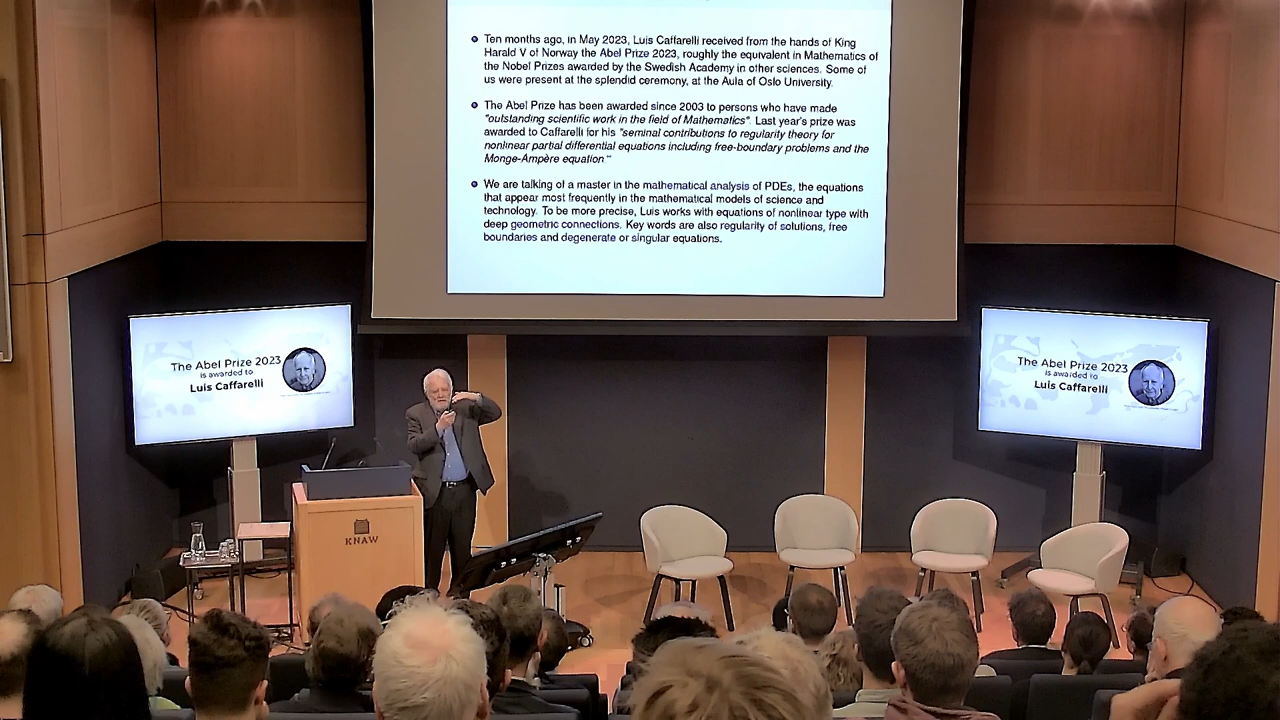 Ten months ago, in May 2023, Luis Caffarelli received from the hands of King
Harald V of Norway the Abel Prize 2023, roughly the equivalent in Mathematics of
the Nobel Prizes awarded by the Swedish Academy in other sciences. Some of
us were present at the splendid ceremony, at the Aula of Oslo University.
The Abel Prize has been awarded since 2003 to persons who have made
"outstanding scientific work in the field of Mathematics". Last year's prize was
awarded to Caffarelli for his "seminal contributions to regularity theory for
nonlinear partial differential equations including free-boundary problems and the
Monge-Ampère equation"
We are talking of a master in the mathematical analysis of PDEs, the equations
that appear most frequently in the mathematical models of science and
technology. To be more precise, Luis works with equations of nonlinear type with
deep geometric connections. Key words are also regularity of solutions, free
boundaries and degenerate or singular equations.
The Abel Prize 2023
is awarded to
Luis Caffarelli
The Abel Prize 2023
is awarded to
Luis Caffarelli
KNAW